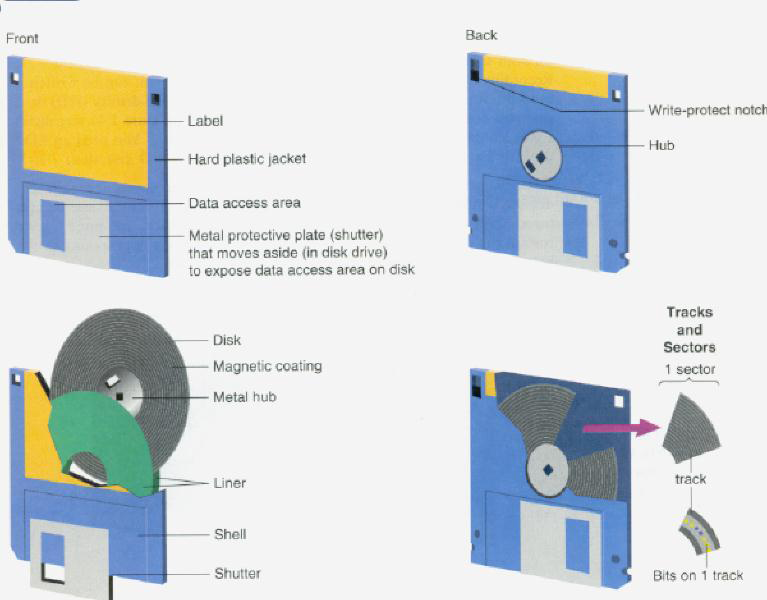 Front
Label
Hard plastic jacket
Data access area
Metal protective plate (shutter)
that moves aside (in disk drive)
to expose data access area on disk
Back
Write-protect notch
Hub
Disk
Magnetic coating
Metal hub
Liner
Shell
Shutter
Tracks
and
Sectors
1 sector
track
Bits on 1 track